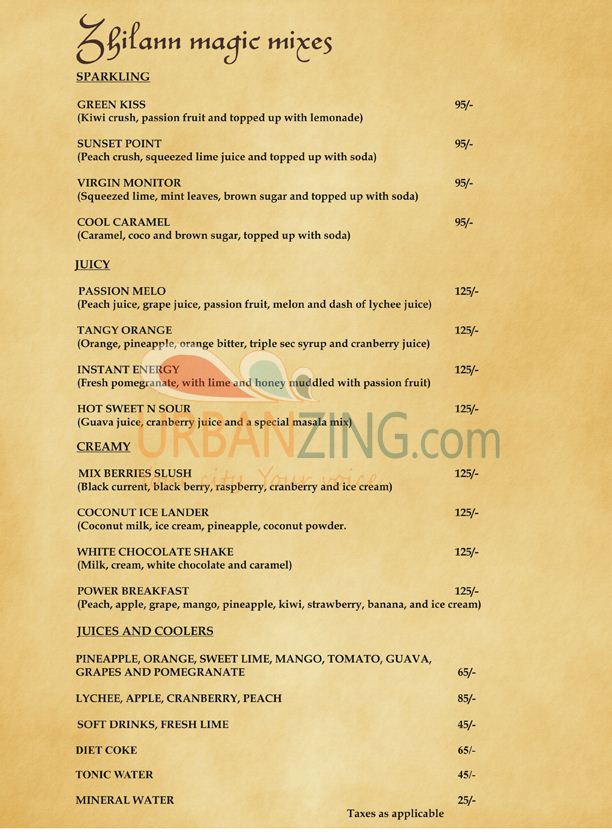 Zhilann magic mixes
SPARKLING
GREEN KISS 95/-
(Kiwi crush, passion fruit and topped up with lemonade)
SUNSET POINT 95/-
(Peach crush, squeezed lime juice and topped up with soda)
VIRGIN MONITOR 95/-
(Squeezed lime, mint leaves, brown sugar and topped up with soda)
COOL CARAMEL 95/-
(Caramel, coco and brown sugar, topped up with soda)
JUICY
PASSION MELO 125/-
(Peach juice, grape juice, passion fruit, melon and dash of lychee juice)
TANGY ORANGE 125/-
(Orange, pineapple, orange bitter, triple sec syrup and cranberry juice)
INSTANT ENERGY 125/-
(Fresh pomegranate, with lime and honey muddled with passion fruit)
HOT SWEET N SOUR 125/-
(Guava juice, cranberry juice and a special masala mix)
URBANZING.com
CREAMY
MIX BERRIES SLUSH 125/-
Your city. Your voice
(Black current, black berry, raspberry, cranberry and ice cream)
COCONUT ICE LANDER 125/-
(Coconut milk, ice cream, pineapple, coconut powder.
WHITE CHOCOLATE SHAKE 125/-
(Milk, cream, white chocolate and caramel)
POWER BREAKFAST 125/-
(Peach, apple, grape, mango, pineapple, kiwi, strawberry, banana, and ice cream)
JUICES AND COOLERS
PINEAPPLE, ORANGE, SWEET LIME, MANGO, TOMATO, GUAVA,
GRAPES AND POMEGRANATE 65/-
LYCHEE, APPLE, CRANBERRY, PEACH 85/-
SOFT DRINKS, FRESH LIME 45/-
DIET COKE 65/-
TONIC WATER 45/-
MINERAL WATER 25/-
Taxes as applicable